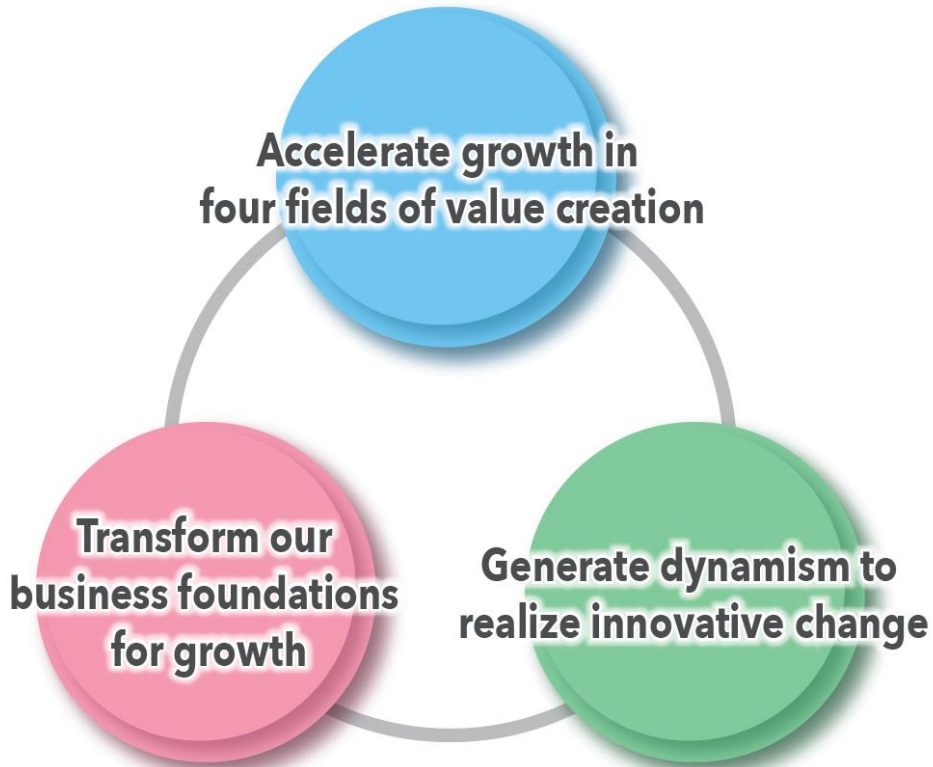 Accelerate growth in
four fields of value creation
Transform our
business foundations
for growth
Generate dynamism to
realize innovative change